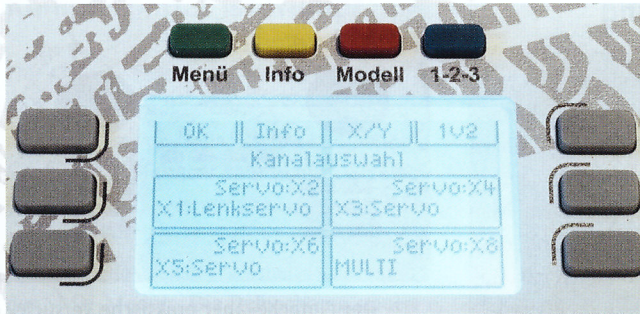 Menü Info Modell 1-2-3
OK Info X/Y 1v2
Kanalauswahl
Servo:X2 Servo:X4
X1:Lenkservo X3:Servo
Servo:X6 Servo:X8
X5:Servo MULTI